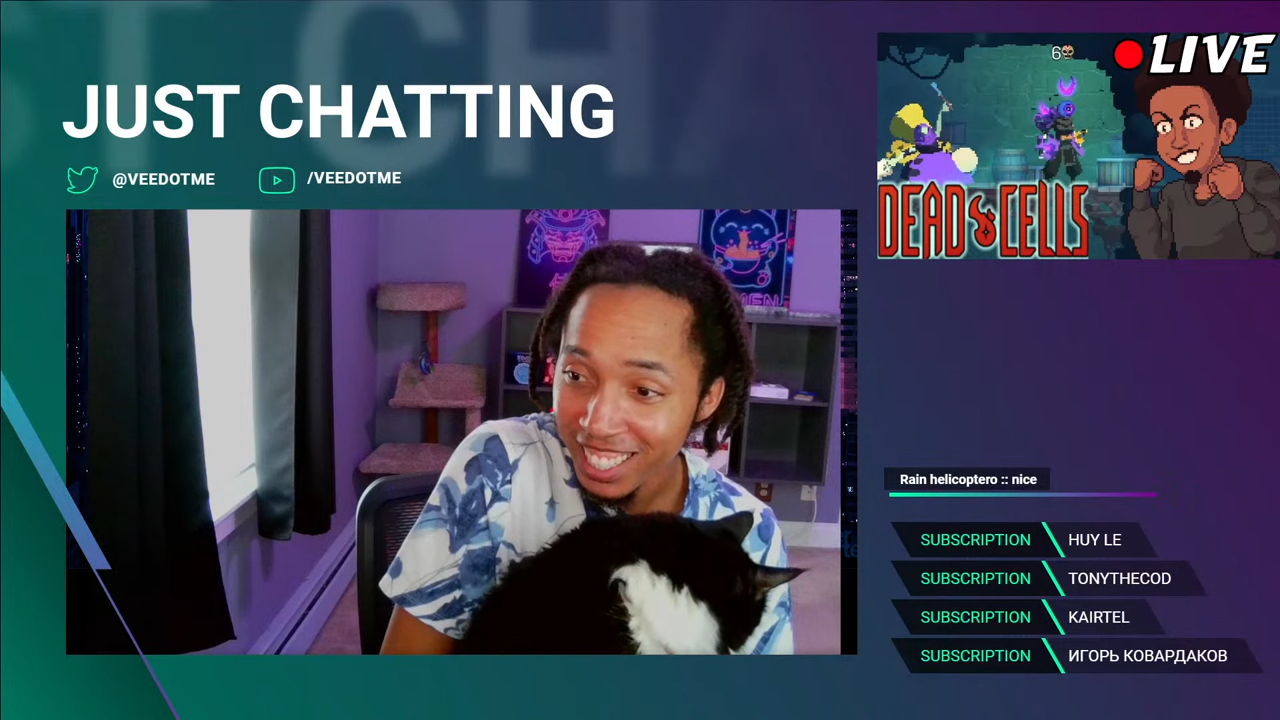 JUST CHATTING
@VEEDOTME
/VEEDOTME
LIVE
6
DEAD CELLS
Rain helicoptero :: nice
SUBSCRIPTION HUY LE
SUBSCRIPTION TONYTHECOD
SUBSCRIPTION KAIRTEL
SUBSCRIPTION ИГОРЬ КОВАРДАКОВ